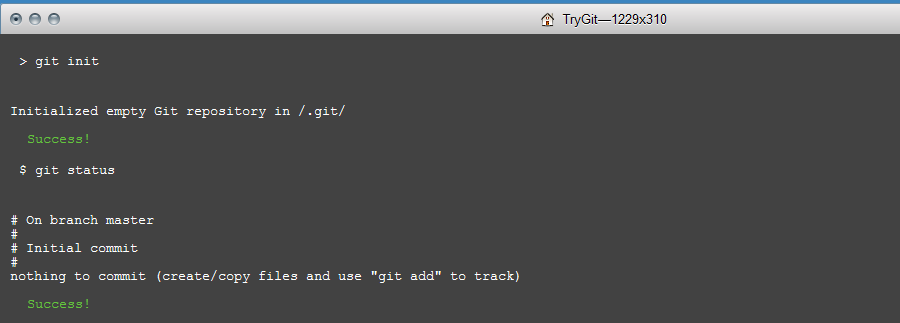 TryGit—1229x310
> git init
Initialized empty Git repository in /.git/
Success!
$ git status
# On branch master
#
# Initial commit
#
nothing to commit (create/copy files and use "git add" to track)
Success!